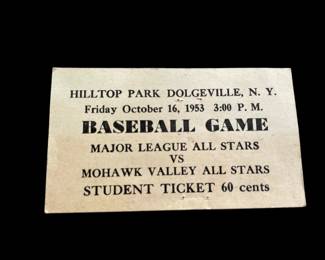 HILLTOP PARK DOLGEVILLE, N. Y.
Friday October 16, 1953 3:00 P. M.
BASEBALL GAME
MAJOR LEAGUE ALL STARS
VS
MOHAWK VALLEY ALL STARS
STUDENT TICKET 60 cents